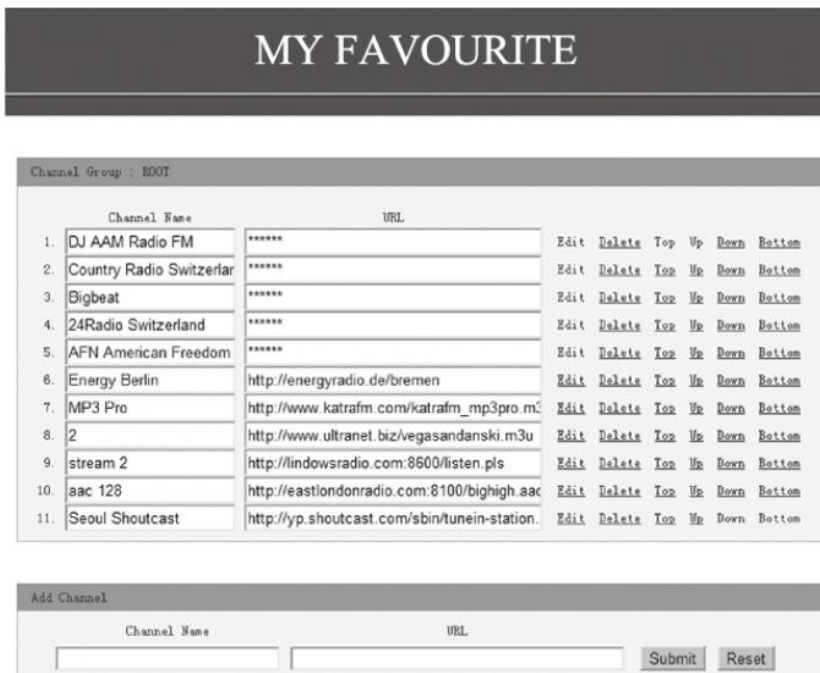 MY FAVOURITE
Channel Group : ROOT
Channel Name URL
1. DJ AAM Radio FM ****** Edit Delete Top Up Down Bottom
2. Country Radio Switzerlar ****** Edit Delete Top Up Down Bottom
3. Bigbeat ****** Edit Delete Top Up Down Bottom
4. 24Radio Switzerland ****** Edit Delete Top Up Down Bottom
5. AFN American Freedom ****** Edit Delete Top Up Down Bottom
6. Energy Berlin http://energyradio.de/bremen Edit Delete Top Up Down Bottom
7. MP3 Pro http://www.katrafm.com/katrafm_mp3pro.m3 Edit Delete Top Up Down Bottom
8. 2 http://www.ultranet.biz/vegasandanski.m3u Edit Delete Top Up Down Bottom
9. stream 2 http://lindowsradio.com:8600/listen.pls Edit Delete Top Up Down Bottom
10. aac 128 http://eastlondonradio.com:8100/bighigh.aac Edit Delete Top Up Down Bottom
11. Seoul Shoutcast http://yp.shoutcast.com/sbin/tunein-station. Edit Delete Top Up Down Bottom
Add Channel
Channel Name URL
Submit Reset